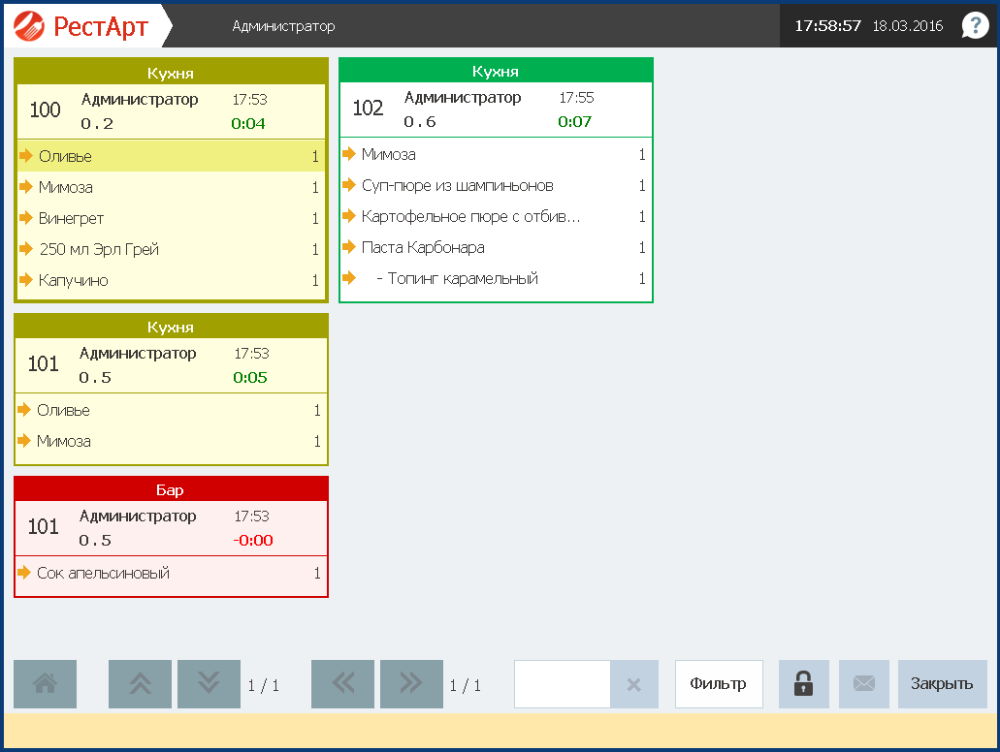 РестАрт Администратор 17:58:57 18.03.2016 ?
Кухня
100 Администратор 17:53
0 . 2 0:04
Оливье 1
Мимоза 1
Винегрет 1
250 мл Эрл Грей 1
Капучино 1
Кухня
102 Администратор 17:55
0 . 6 0:07
Мимоза 1
Суп-пюре из шампиньонов 1
Картофельное пюре с отбив... 1
Паста Карбонара 1
- Топинг карамельный 1
Кухня
101 Администратор 17:53
0 . 5 0:05
Оливье 1
Мимоза 1
Бар
101 Администратор 17:53
0 . 5 -0:00
Сок апельсиновый 1
1 / 1 1 / 1 Фильтр Закрыть